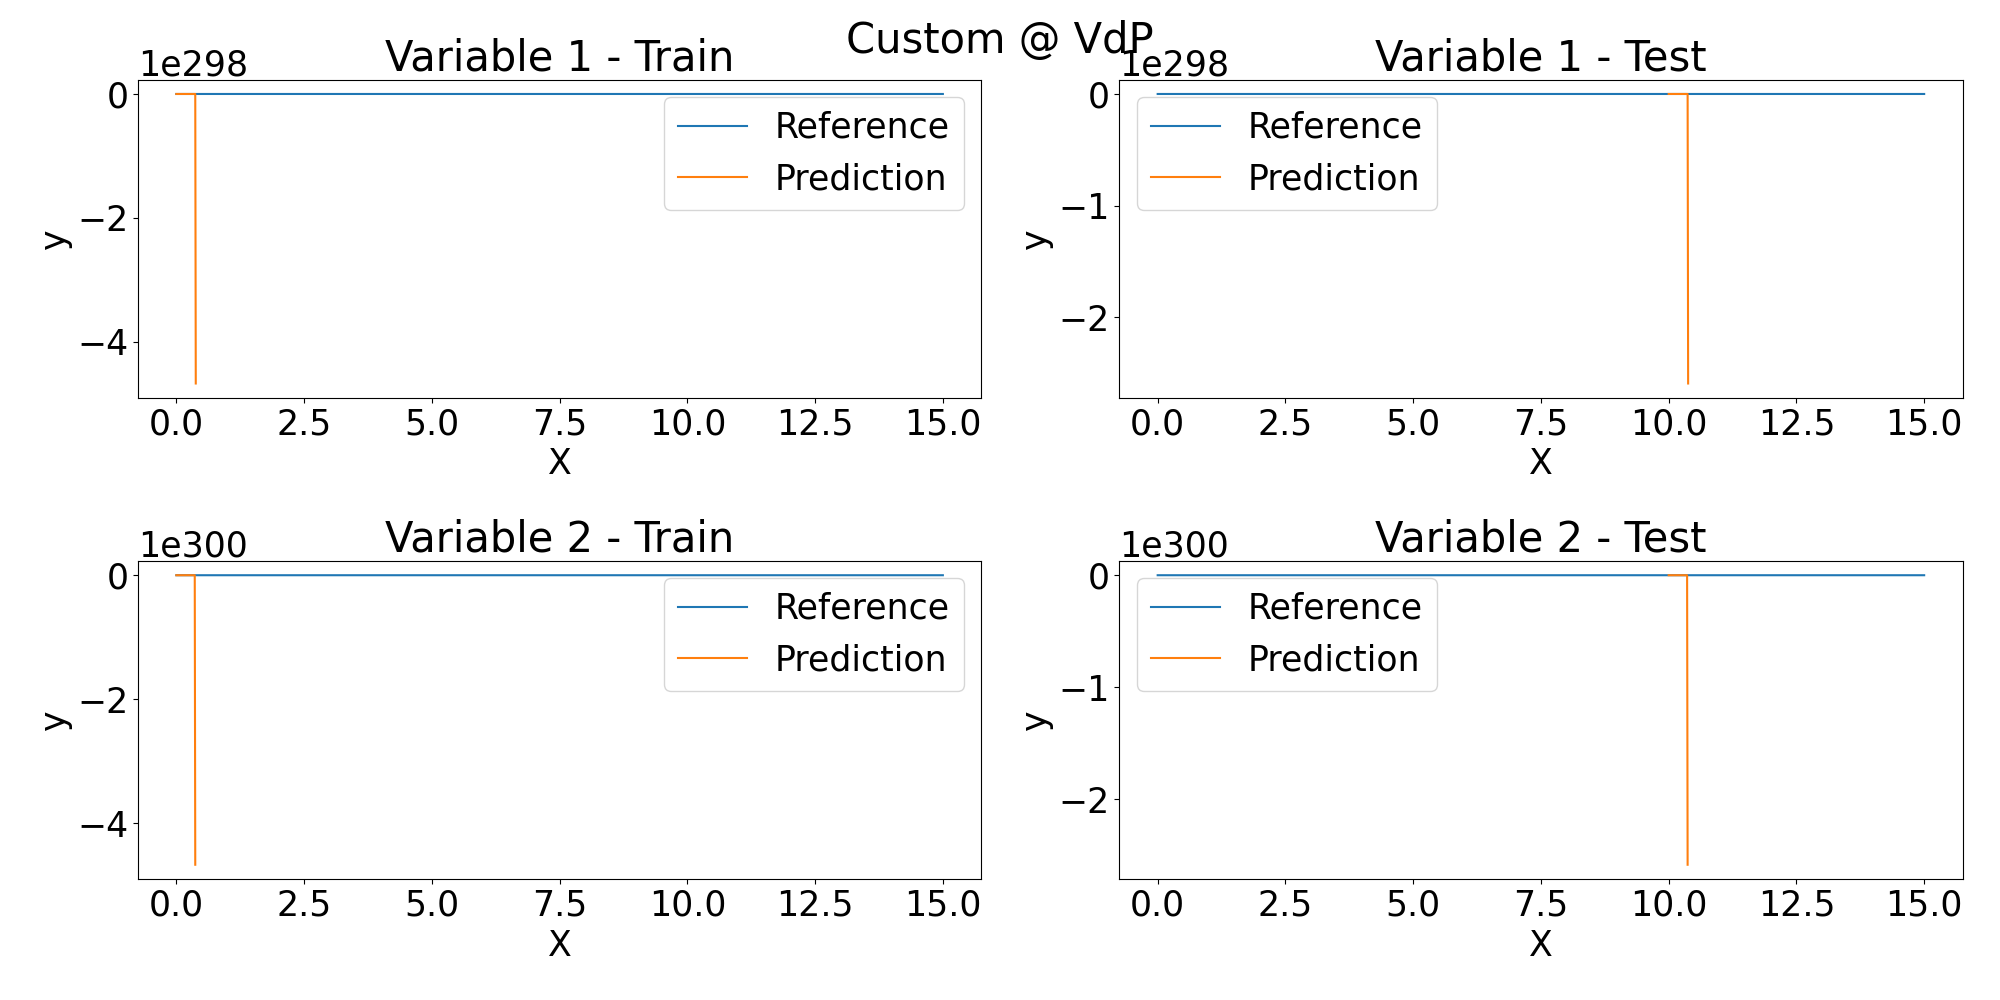 Custom @ VdP
Variable 1 - Train
1e298
0
−2
−4
y
Reference
Prediction
0.0 2.5 5.0 7.5 10.0 12.5 15.0
X
Variable 1 - Test
1e298
0
−1
−2
y
Reference
Prediction
0.0 2.5 5.0 7.5 10.0 12.5 15.0
X
Variable 2 - Train
1e300
0
−2
−4
y
Reference
Prediction
0.0 2.5 5.0 7.5 10.0 12.5 15.0
X
Variable 2 - Test
1e300
0
−1
−2
y
Reference
Prediction
0.0 2.5 5.0 7.5 10.0 12.5 15.0
X